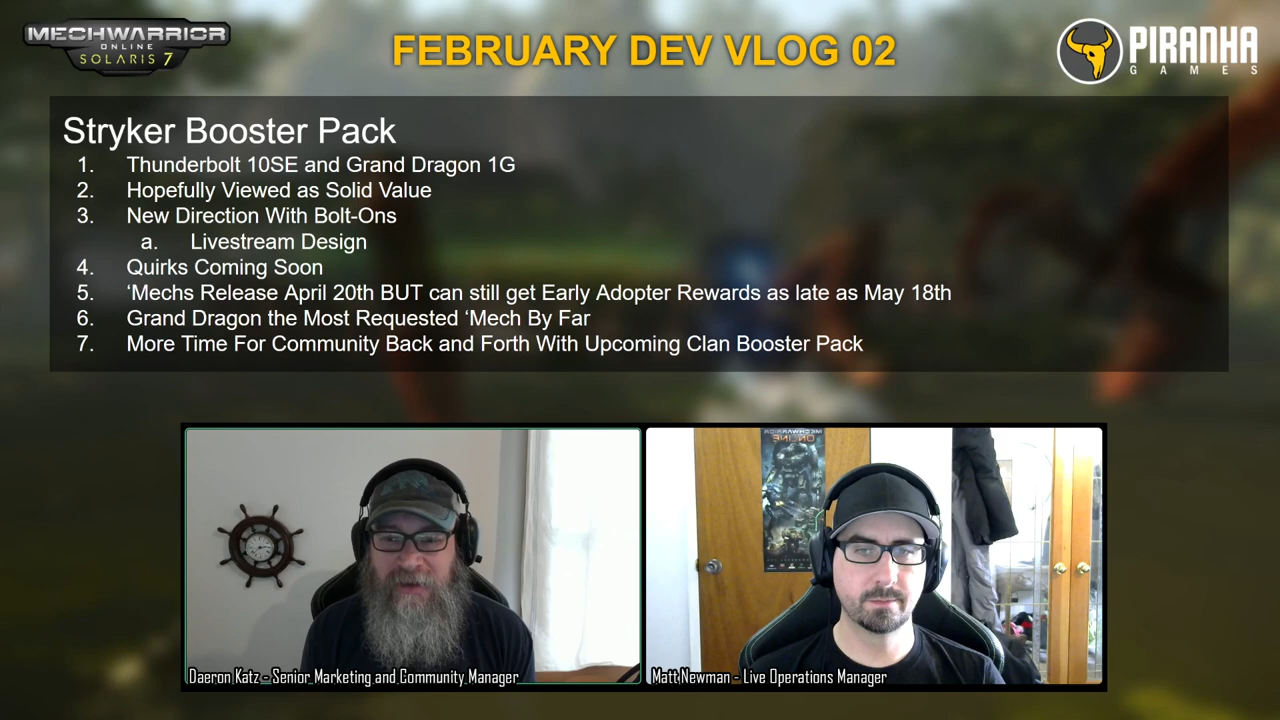 MECHWARRIOR
ONLINE
SOLARIS 7
FEBRUARY DEV VLOG 02
PIRANHA
GAMES
Stryker Booster Pack
1. Thunderbolt 10SE and Grand Dragon 1G
2. Hopefully Viewed as Solid Value
3. New Direction With Bolt-Ons
a. Livestream Design
4. Quirks Coming Soon
5. ‘Mechs Release April 20th BUT can still get Early Adopter Rewards as late as May 18th
6. Grand Dragon the Most Requested ‘Mech By Far
7. More Time For Community Back and Forth With Upcoming Clan Booster Pack
MECHWARRIOR
ONLINE
Daeron Katz - Senior Marketing and Community Manager
Matt Newman - Live Operations Manager